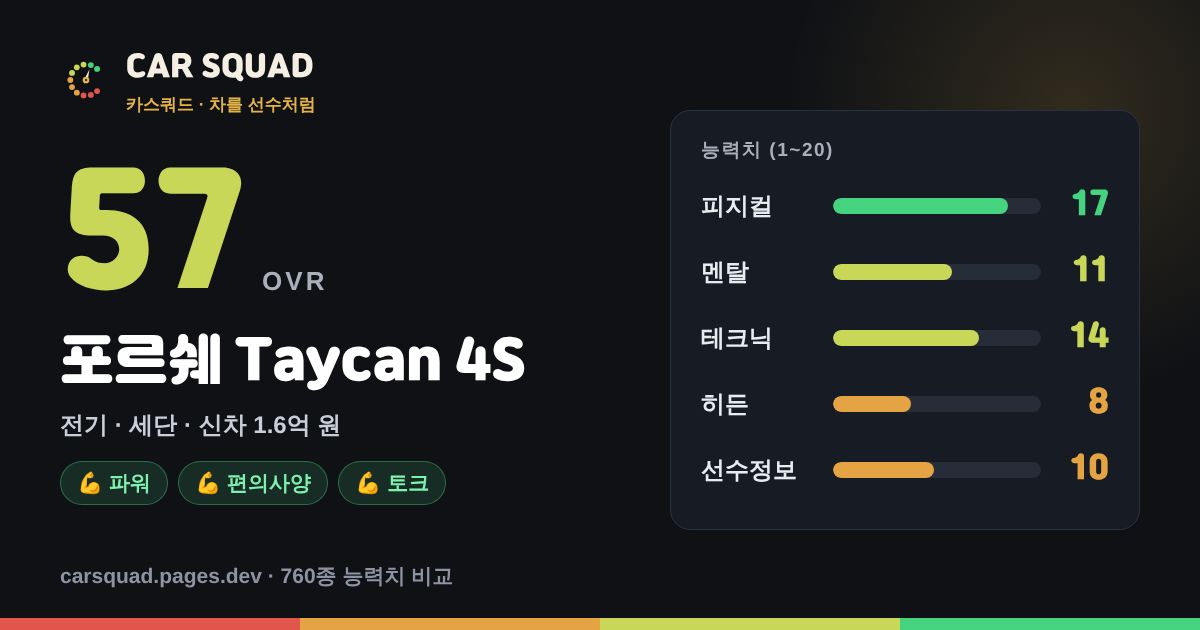 CAR SQUAD
카스쿼드 · 차를 선수처럼
57 OVR
포르쉐 Taycan 4S
전기 · 세단 · 신차 1.6억 원
💪 파워 💪 편의사양 💪 토크
carsquad.pages.dev · 760종 능력치 비교
능력치 (1~20)
피지컬 17
멘탈 11
테크닉 14
히든 8
선수정보 10